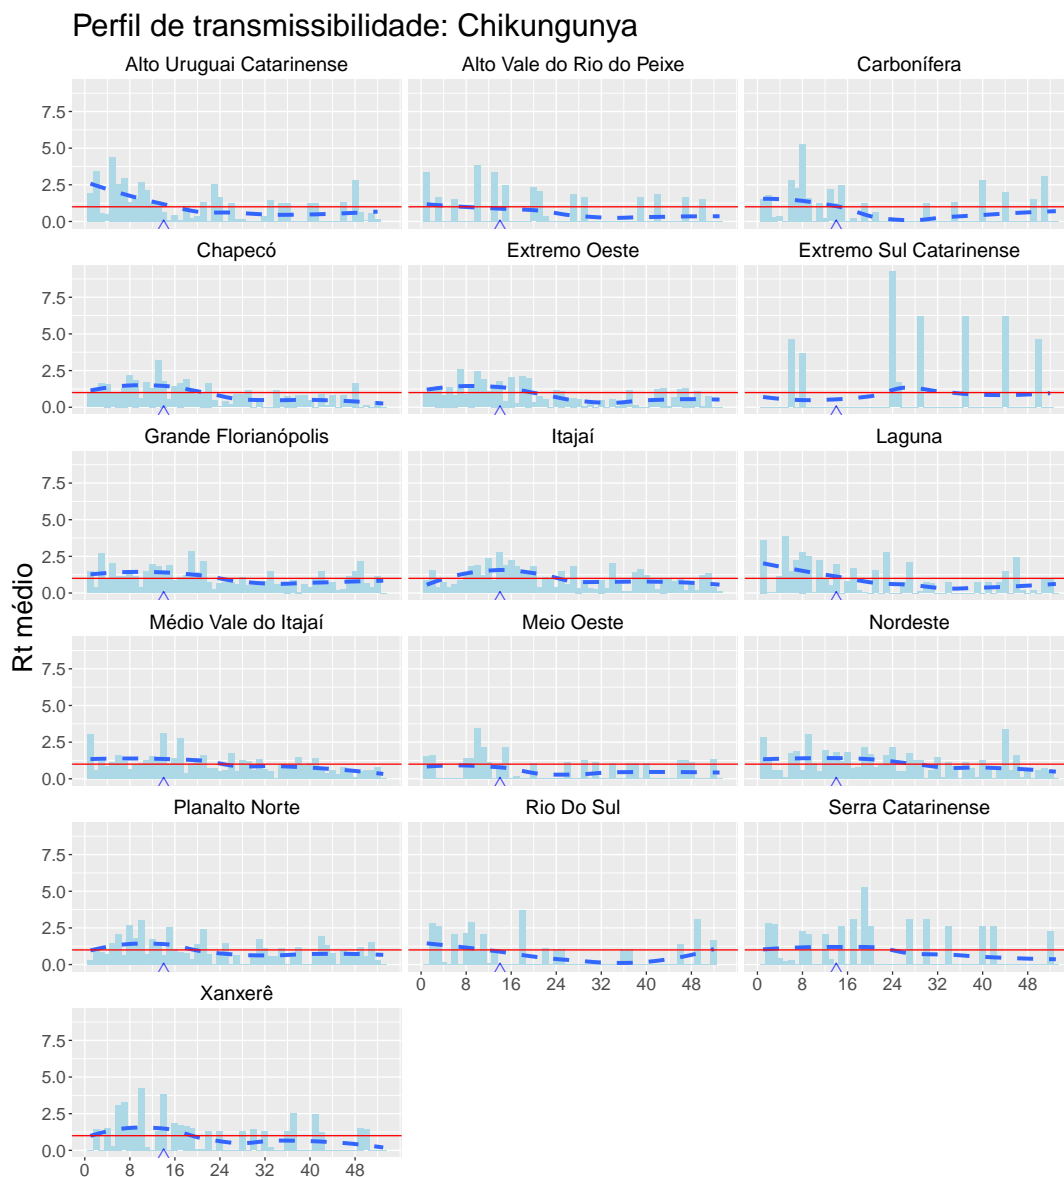 Perfil de transmissibilidade: Chikungunya
Alto Uruguai Catarinense
Alto Vale do Rio do Peixe
Carbonífera
7.5
5.0
2.5
0.0
Chapecó
Extremo Oeste
Extremo Sul Catarinense
7.5
5.0
2.5
0.0
Grande Florianópolis
Itajaí
Laguna
7.5
5.0
2.5
0.0
Rt médio
Médio Vale do Itajaí
Meio Oeste
Nordeste
7.5
5.0
2.5
0.0
Planalto Norte
Rio Do Sul
Serra Catarinense
7.5
5.0
2.5
0.0
0 8 16 24 32 40 48
0 8 16 24 32 40 48
Xanxerê
7.5
5.0
2.5
0.0
0 8 16 24 32 40 48